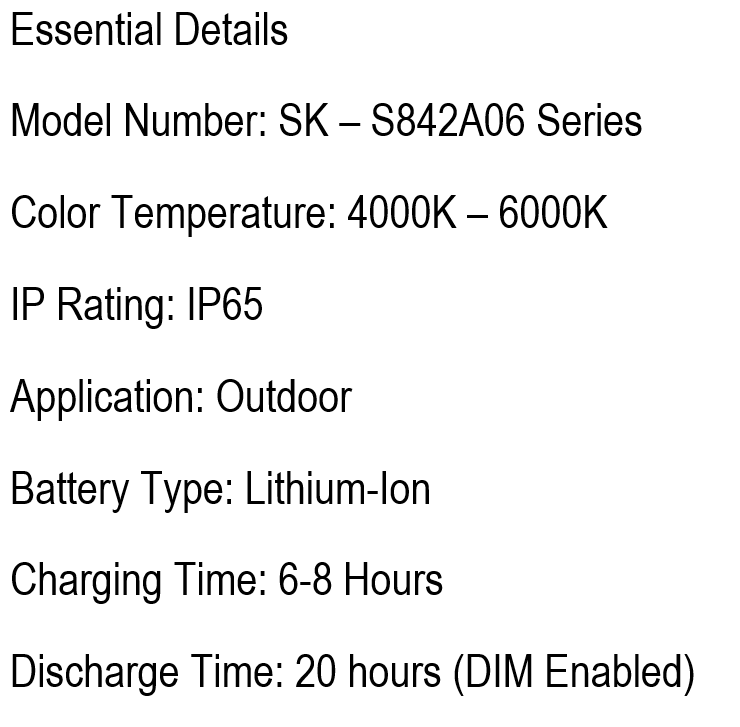 Essential Details
Model Number: SK – S842A06 Series
Color Temperature: 4000K – 6000K
IP Rating: IP65
Application: Outdoor
Battery Type: Lithium-Ion
Charging Time: 6-8 Hours
Discharge Time: 20 hours (DIM Enabled)